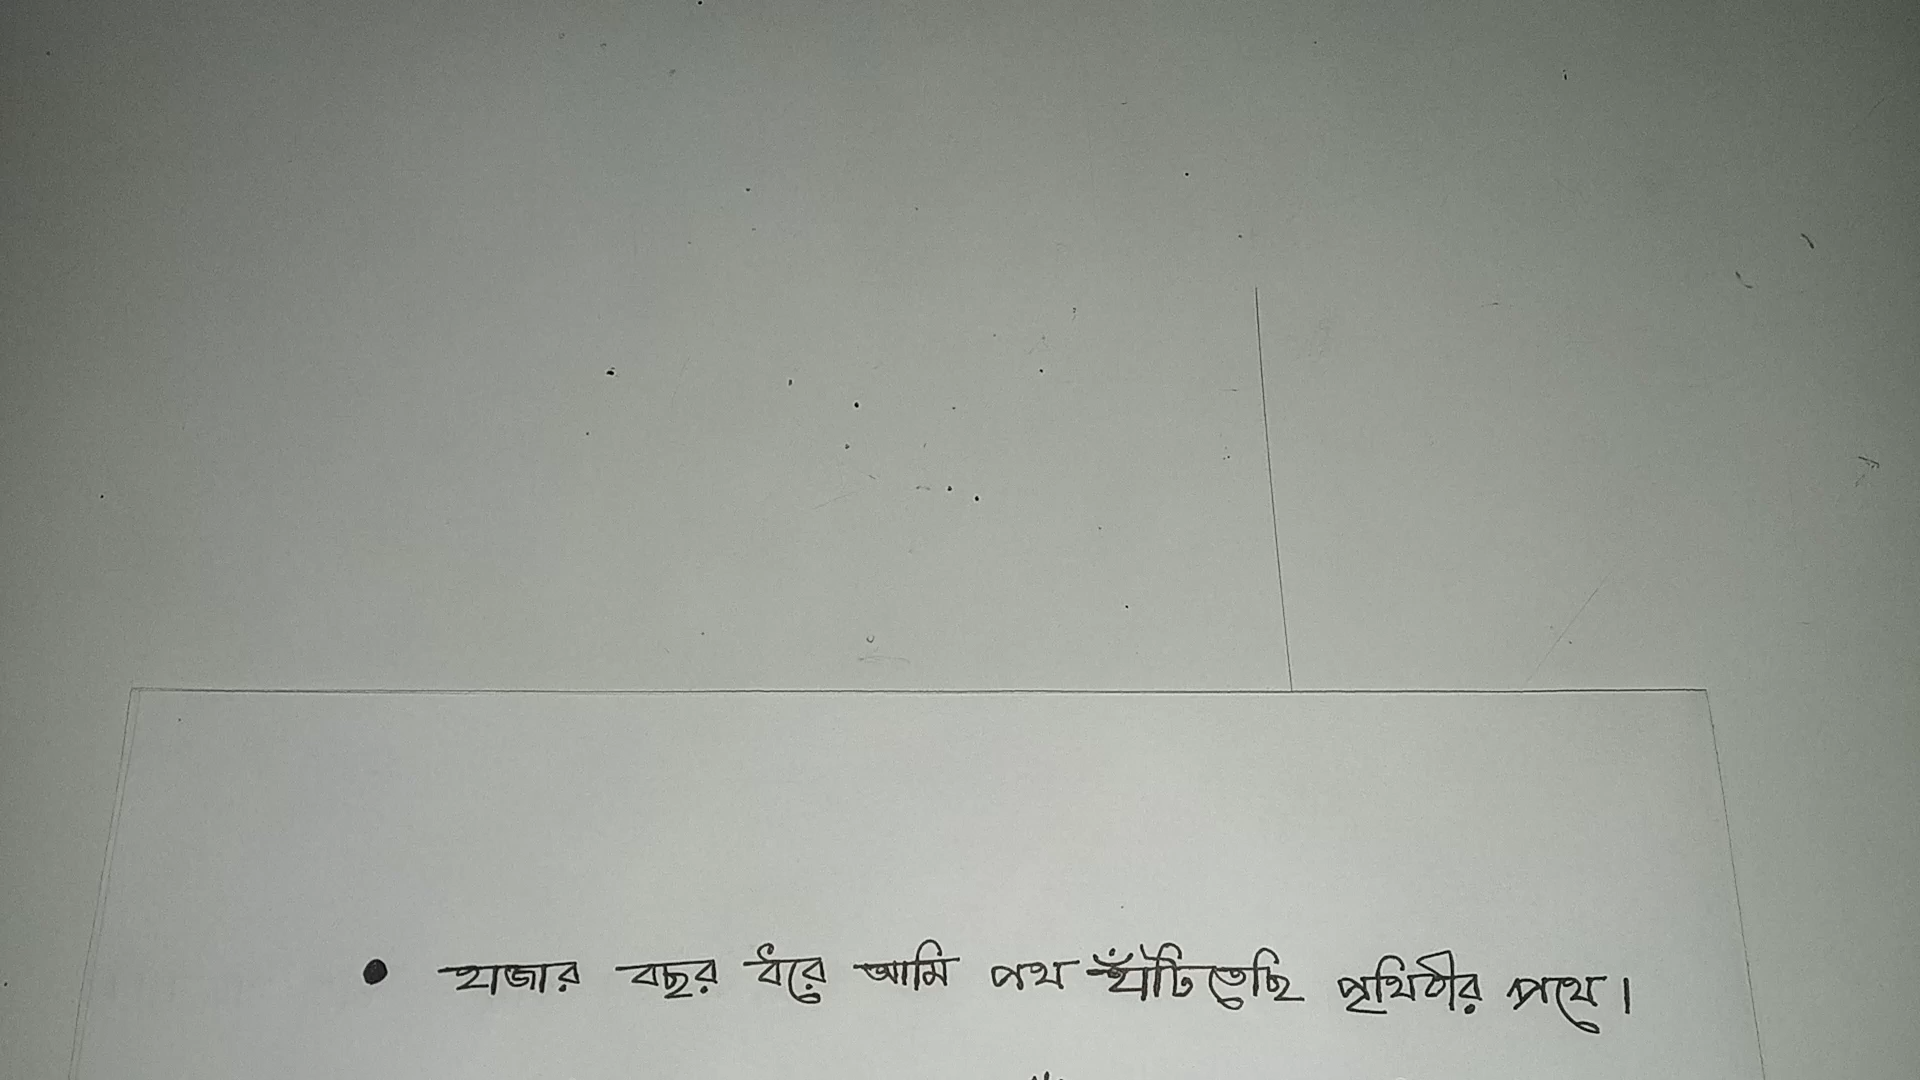 • হাজার বছর ধরে আমি পথ হাঁটিতেছি পৃথিবীর পথে।